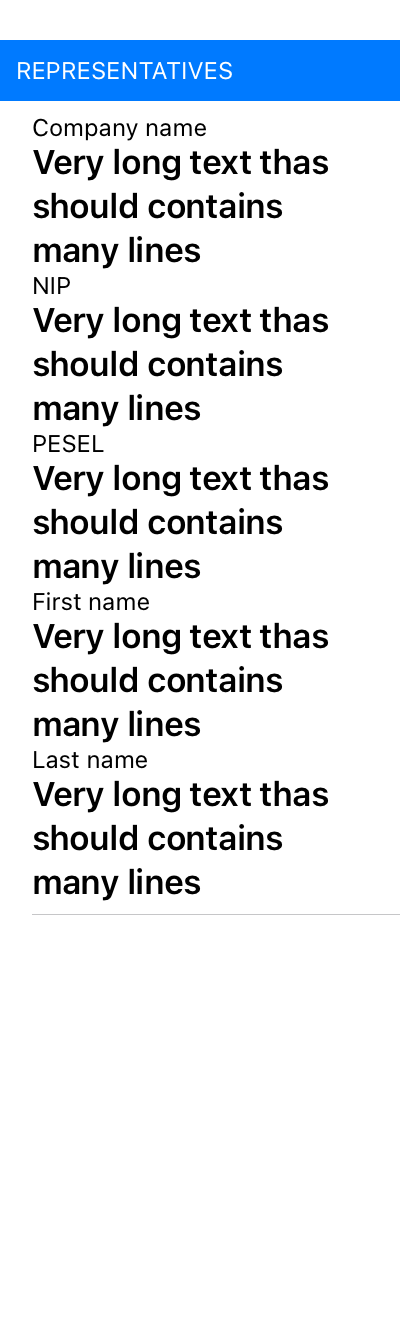 REPRESENTATIVES
Company name
Very long text thas
should contains
many lines
NIP
Very long text thas
should contains
many lines
PESEL
Very long text thas
should contains
many lines
First name
Very long text thas
should contains
many lines
Last name
Very long text thas
should contains
many lines